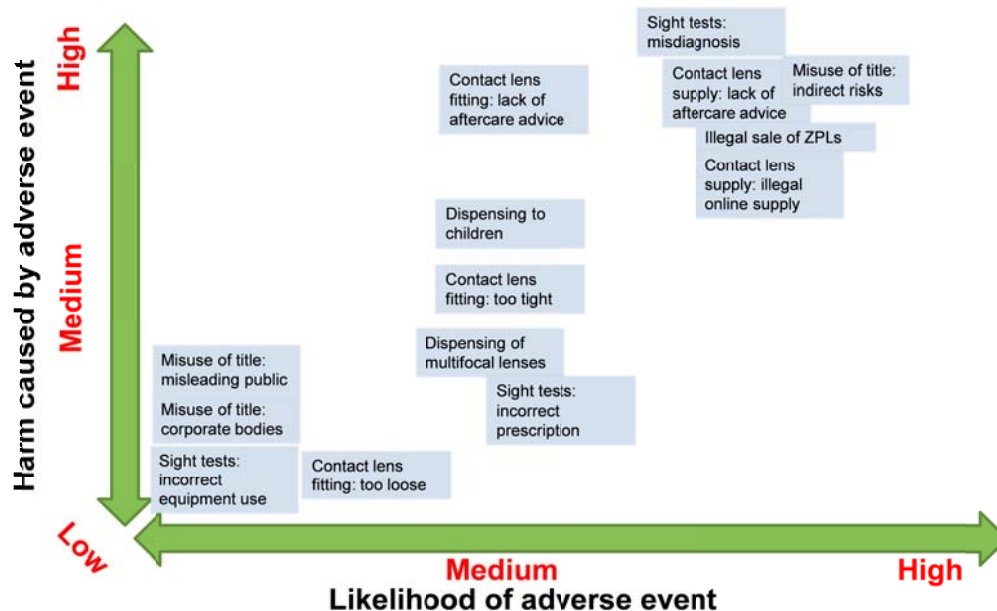 Harm caused by adverse event
High
Medium
Low
Sight tests:
misdiagnosis
Contact lens
fitting: lack of
aftercare advice
Contact lens
supply: lack of
aftercare advice
Misuse of title:
indirect risks
Illegal sale of ZPLs
Contact lens
supply: illegal
online supply
Dispensing to
children
Contact lens
fitting: too tight
Dispensing of
multifocal lenses
Misuse of title:
misleading public
Sight tests:
incorrect
prescription
Misuse of title:
corporate bodies
Sight tests:
incorrect
equipment use
Contact lens
fitting: too loose
Medium
High
Likelihood of adverse event